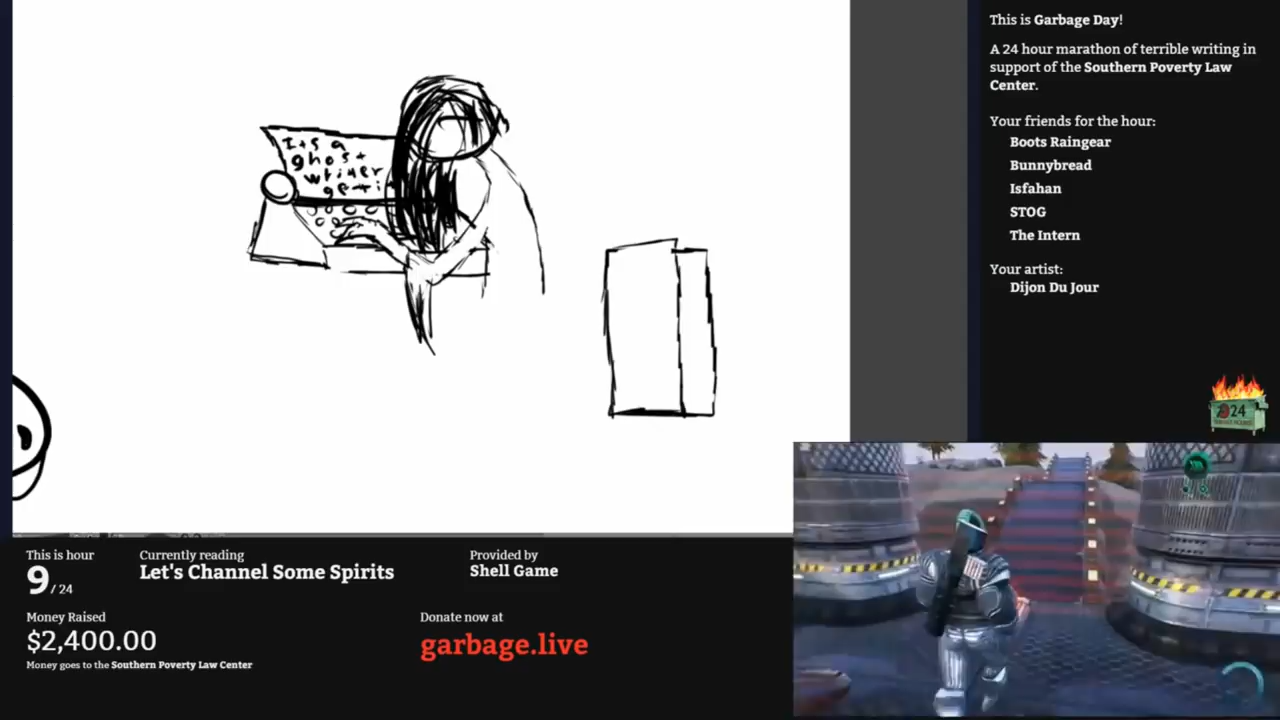 This is Garbage Day!
A 24 hour marathon of terrible writing in
support of the Southern Poverty Law
Center.
Your friends for the hour:
Boots Raingear
Bunnybread
Isfahan
STOG
The Intern
Your artist:
Dijon Du Jour
Its a
ghost
writer
This is hour
9 / 24
Currently reading
Let's Channel Some Spirits
Provided by
Shell Game
Money Raised
$2,400.00
Money goes to the Southern Poverty Law Center
Donate now at
garbage.live